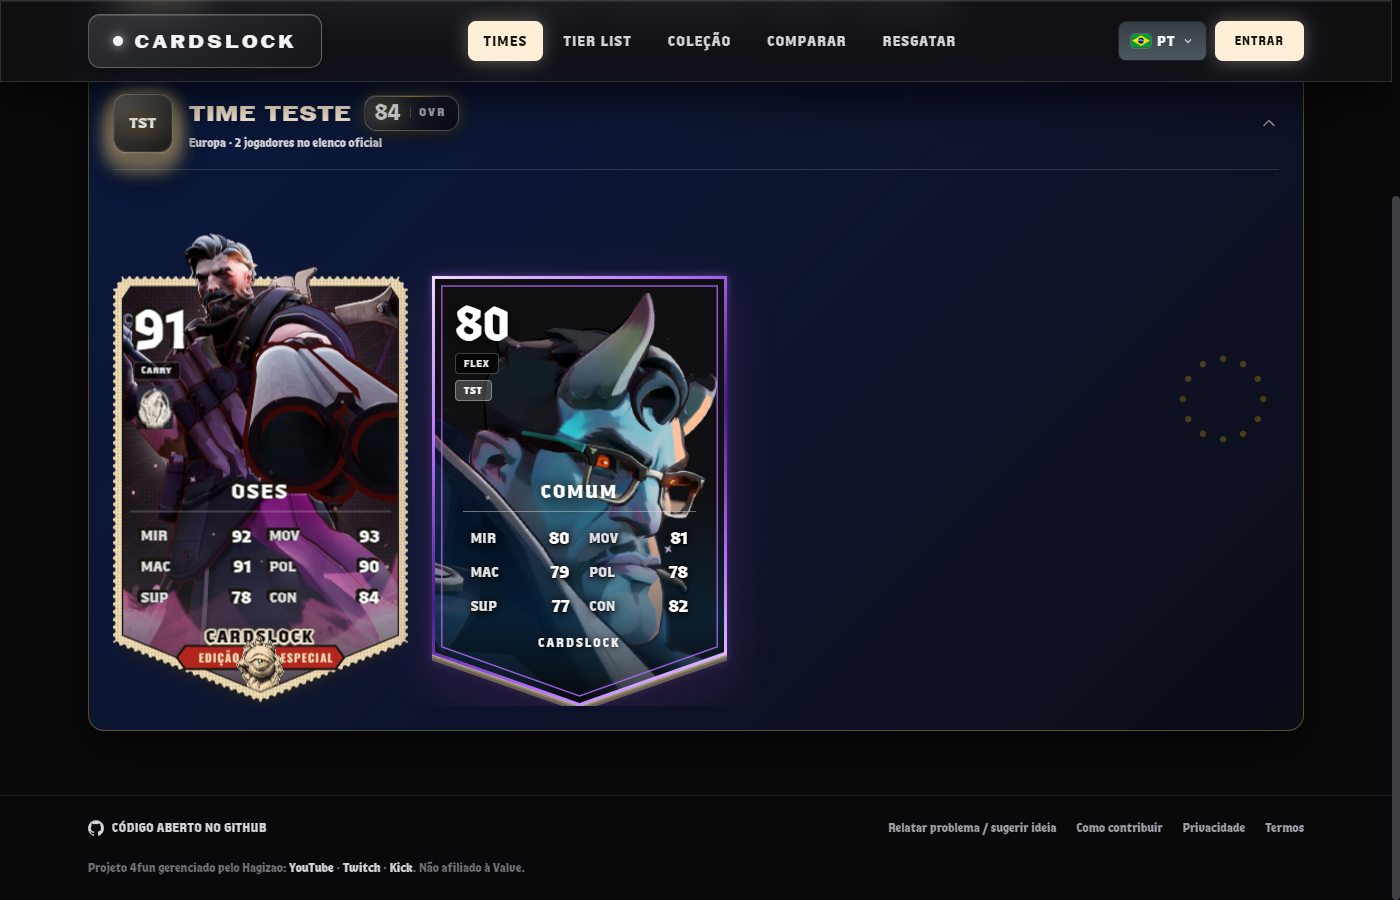 CARDSLOCK
TIMES
TIER LIST
COLEÇÃO
COMPARAR
RESGATAR
PT
ENTRAR
TST
TIME TESTE
84
OVR
Europa · 2 jogadores no elenco oficial
91
CARRY
OSES
MIR 92 MOV 93
MAC 91 POL 90
SUP 78 CON 84
CARDSLOCK
EDIÇÃO ESPECIAL
80
FLEX
TST
COMUM
MIR 80 MOV 81
MAC 79 POL 78
SUP 77 CON 82
CARDSLOCK
CÓDIGO ABERTO NO GITHUB
Relatar problema / sugerir ideia
Como contribuir
Privacidade
Termos
Projeto 4fun gerenciado pelo Hagizao: YouTube · Twitch · Kick. Não afiliado à Valve.